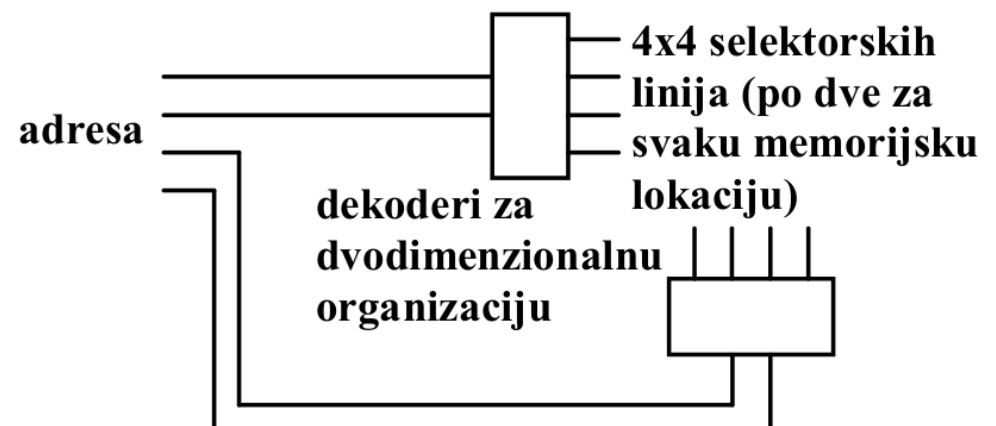 adresa
4x4 selektorskih
linija (po dve za
svaku memorijsku
lokaciju)
dekoderi za
dvodimenzionalnu
organizaciju